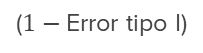 (1 − Error tipo I)